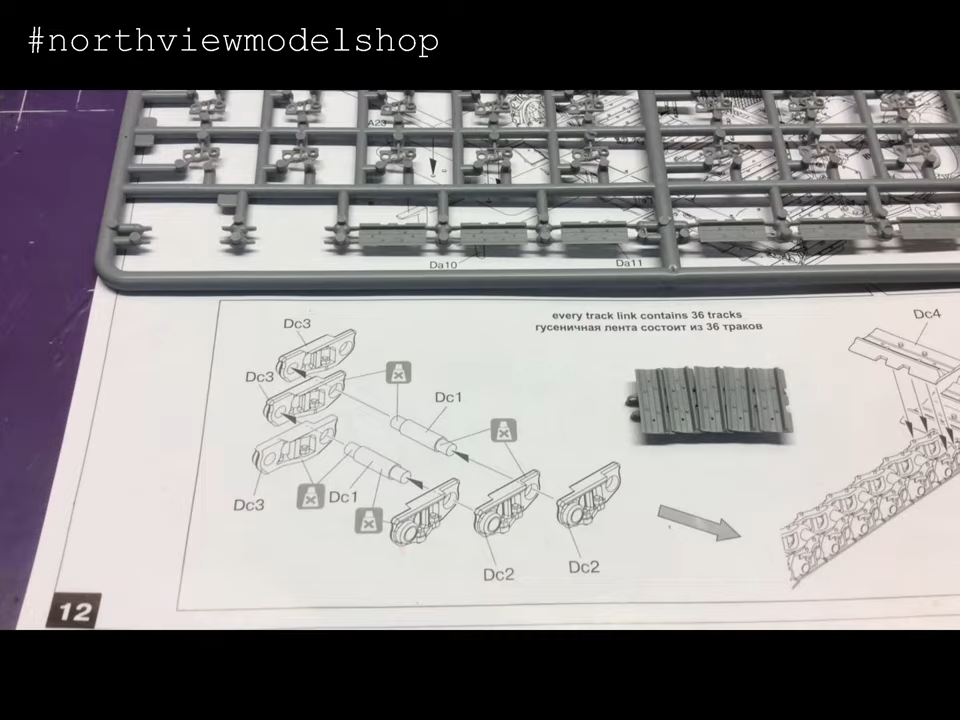 #northviewmodelshop
A23
Da10
Da11
every track link contains 36 tracks
гусеничная лента состоит из 36 траков
Dc4
Dc3
Dc3
Dc1
Dc3
Dc1
Dc2
Dc2
12